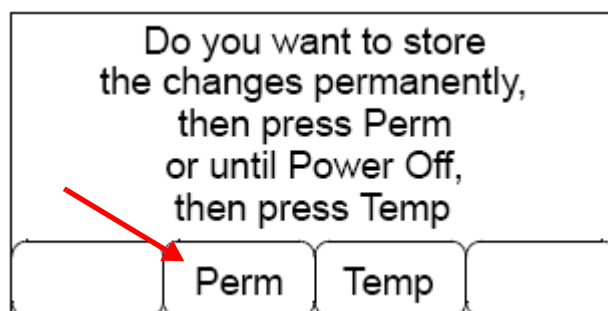 Do you want to store
the changes permanently,
then press Perm
or until Power Off,
then press Temp
Perm Temp